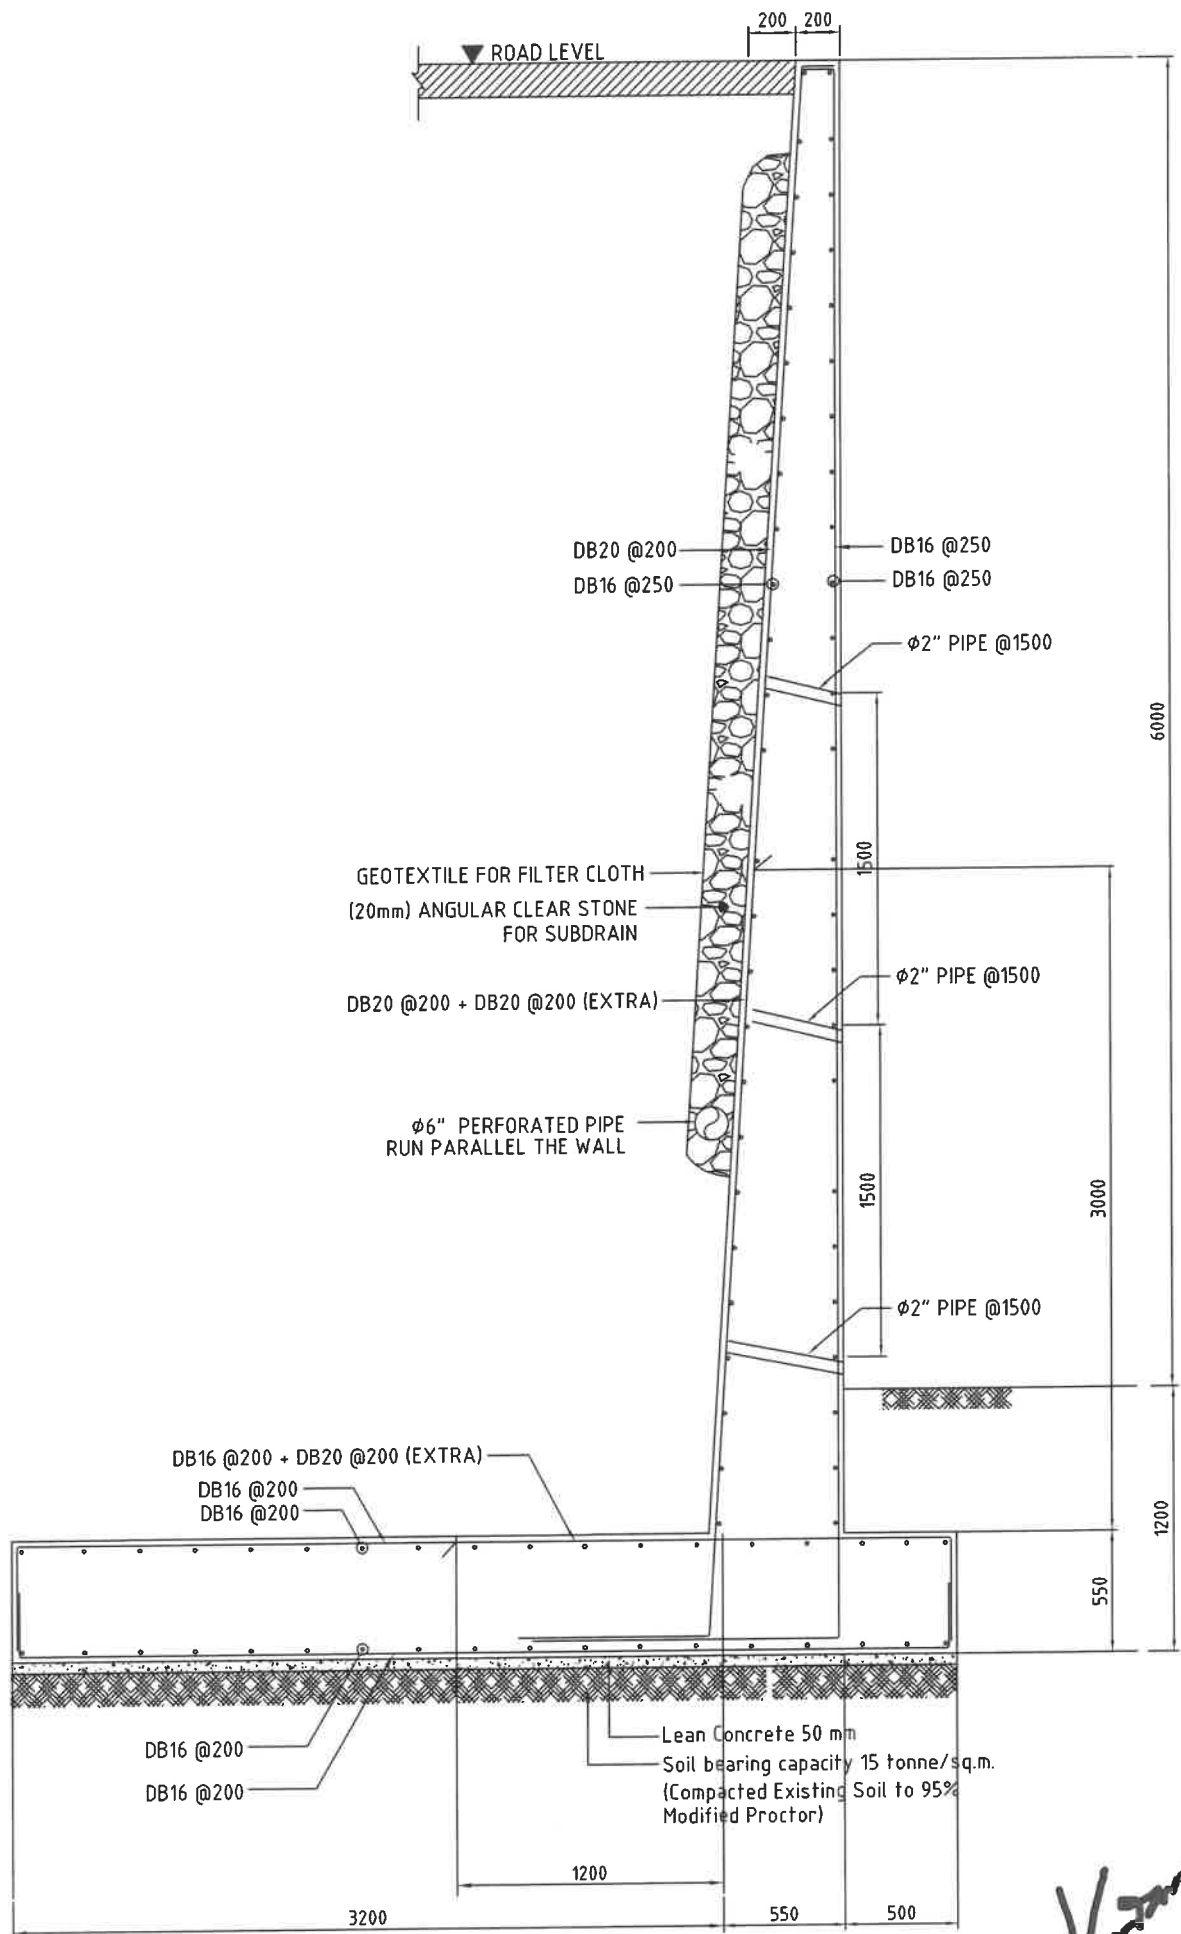 200 200
ROAD LEVEL
DB20 @200
DB16 @250
DB16 @250
DB16 @250
ϕ2" PIPE @1500
6000
1500
GEOTEXTILE FOR FILTER CLOTH
(20mm) ANGULAR CLEAR STONE
FOR SUBDRAIN
ϕ2" PIPE @1500
DB20 @200 + DB20 @200 (EXTRA)
ϕ6" PERFORATED PIPE
RUN PARALLEL THE WALL
1500
3000
ϕ2" PIPE @1500
DB16 @200 + DB20 @200 (EXTRA)
DB16 @200
DB16 @200
1200
550
DB16 @200
DB16 @200
Lean Concrete 50 mm
Soil bearing capacity 15 tonne/sq.m.
(Compacted Existing Soil to 95%
Modified Proctor)
1200
3200
550
500